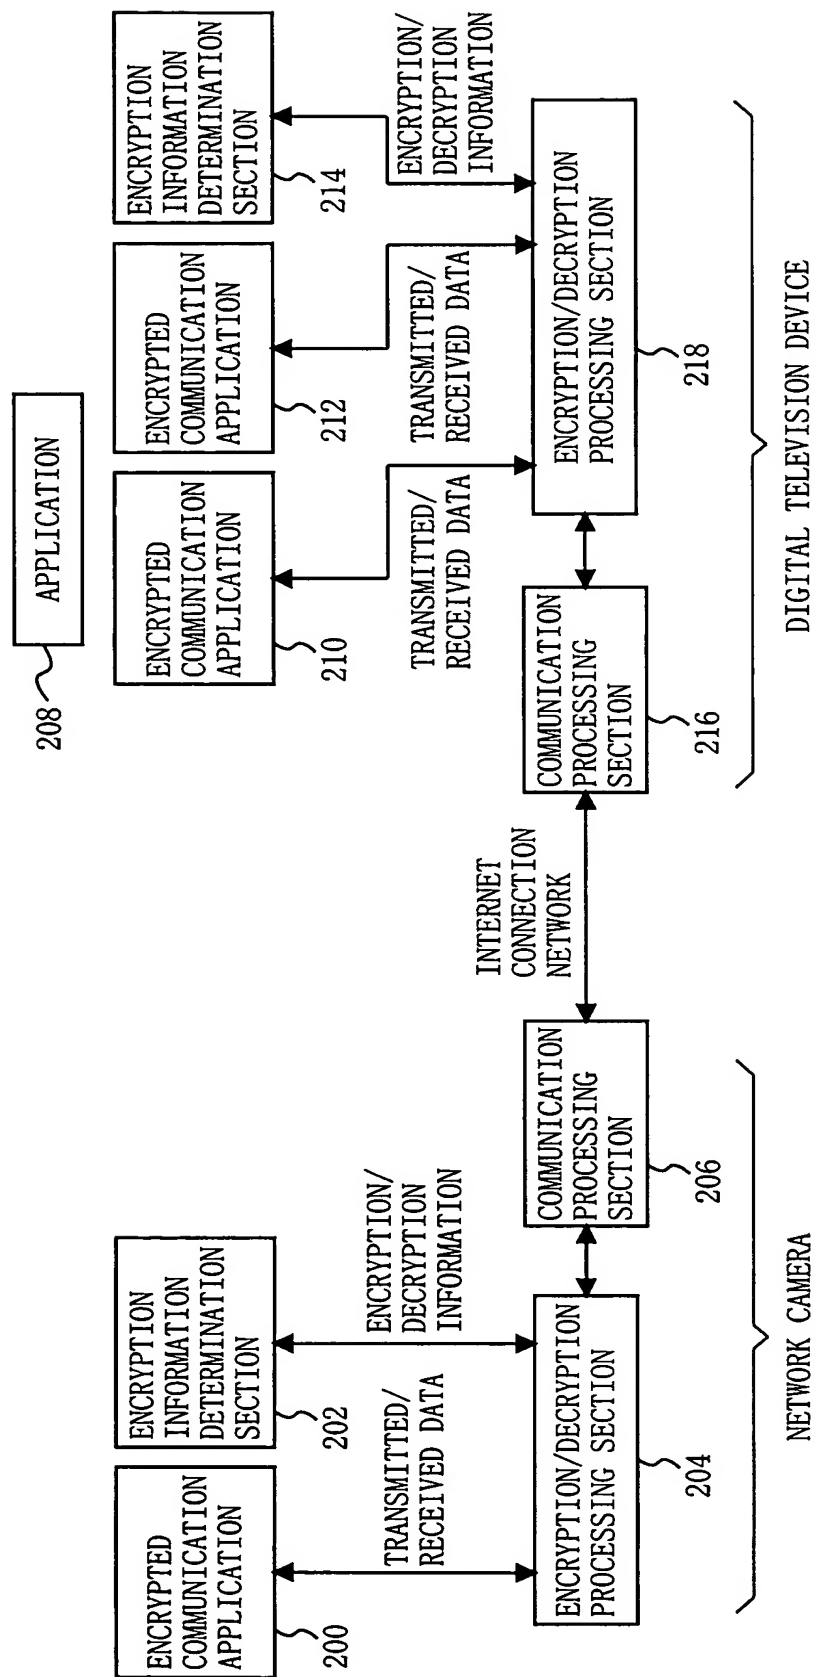 ENCRYPTED
COMMUNICATION
APPLICATION
200
ENCRYPTION
INFORMATION
DETERMINATION
SECTION
202
TRANSMITTED/
RECEIVED DATA
ENCRYPTION/
DECRYPTION
INFORMATION
ENCRYPTION/DECRYPTION
PROCESSING SECTION
204
COMMUNICATION
PROCESSING
SECTION
206
NETWORK CAMERA
INTERNET
CONNECTION
NETWORK
208
APPLICATION
ENCRYPTED
COMMUNICATION
APPLICATION
210
ENCRYPTED
COMMUNICATION
APPLICATION
212
ENCRYPTION
INFORMATION
DETERMINATION
SECTION
214
TRANSMITTED/
RECEIVED DATA
TRANSMITTED/
RECEIVED DATA
ENCRYPTION/
DECRYPTION
INFORMATION
COMMUNICATION
PROCESSING
SECTION
216
ENCRYPTION/DECRYPTION
PROCESSING SECTION
218
DIGITAL TELEVISION DEVICE